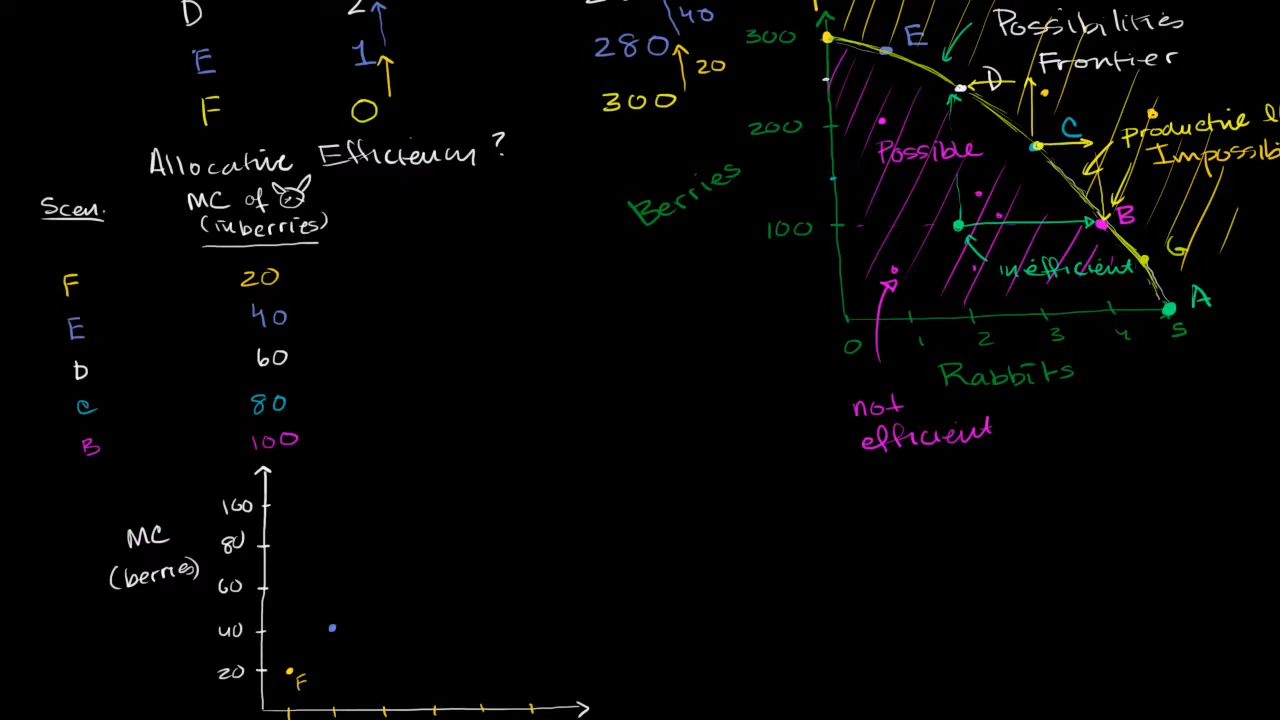 D 2
40
E 1 280
20
F 0 300
Allocative Efficiency ?
Scen.
MC of
(in berries)
F 20
E 40
D 60
C 80
B 100
MC
(berries)
100
80
60
40
20
F
300
200
100
Berries
E
D
C
B
G
A
Possibilities
Frontier
Productive
Possible
inefficient
0 1 2 3 4 5
Rabbits
not
efficient